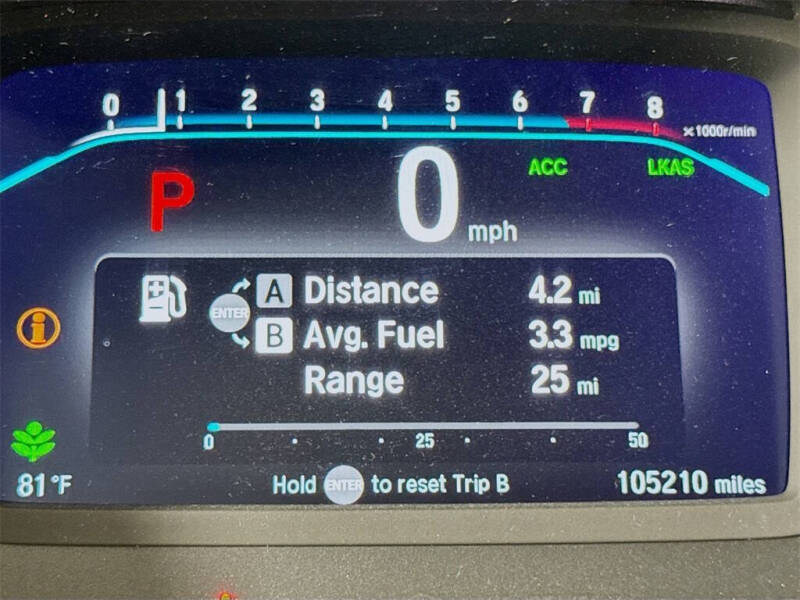 0 1 2 3 4 5 6 7 8
×1000r/min
ACC LKAS
P 0 mph
A Distance 4.2 mi
ENTER
B Avg. Fuel 3.3 mpg
Range 25 mi
i
0 25 50
81°F Hold ENTER to reset Trip B 105210 miles